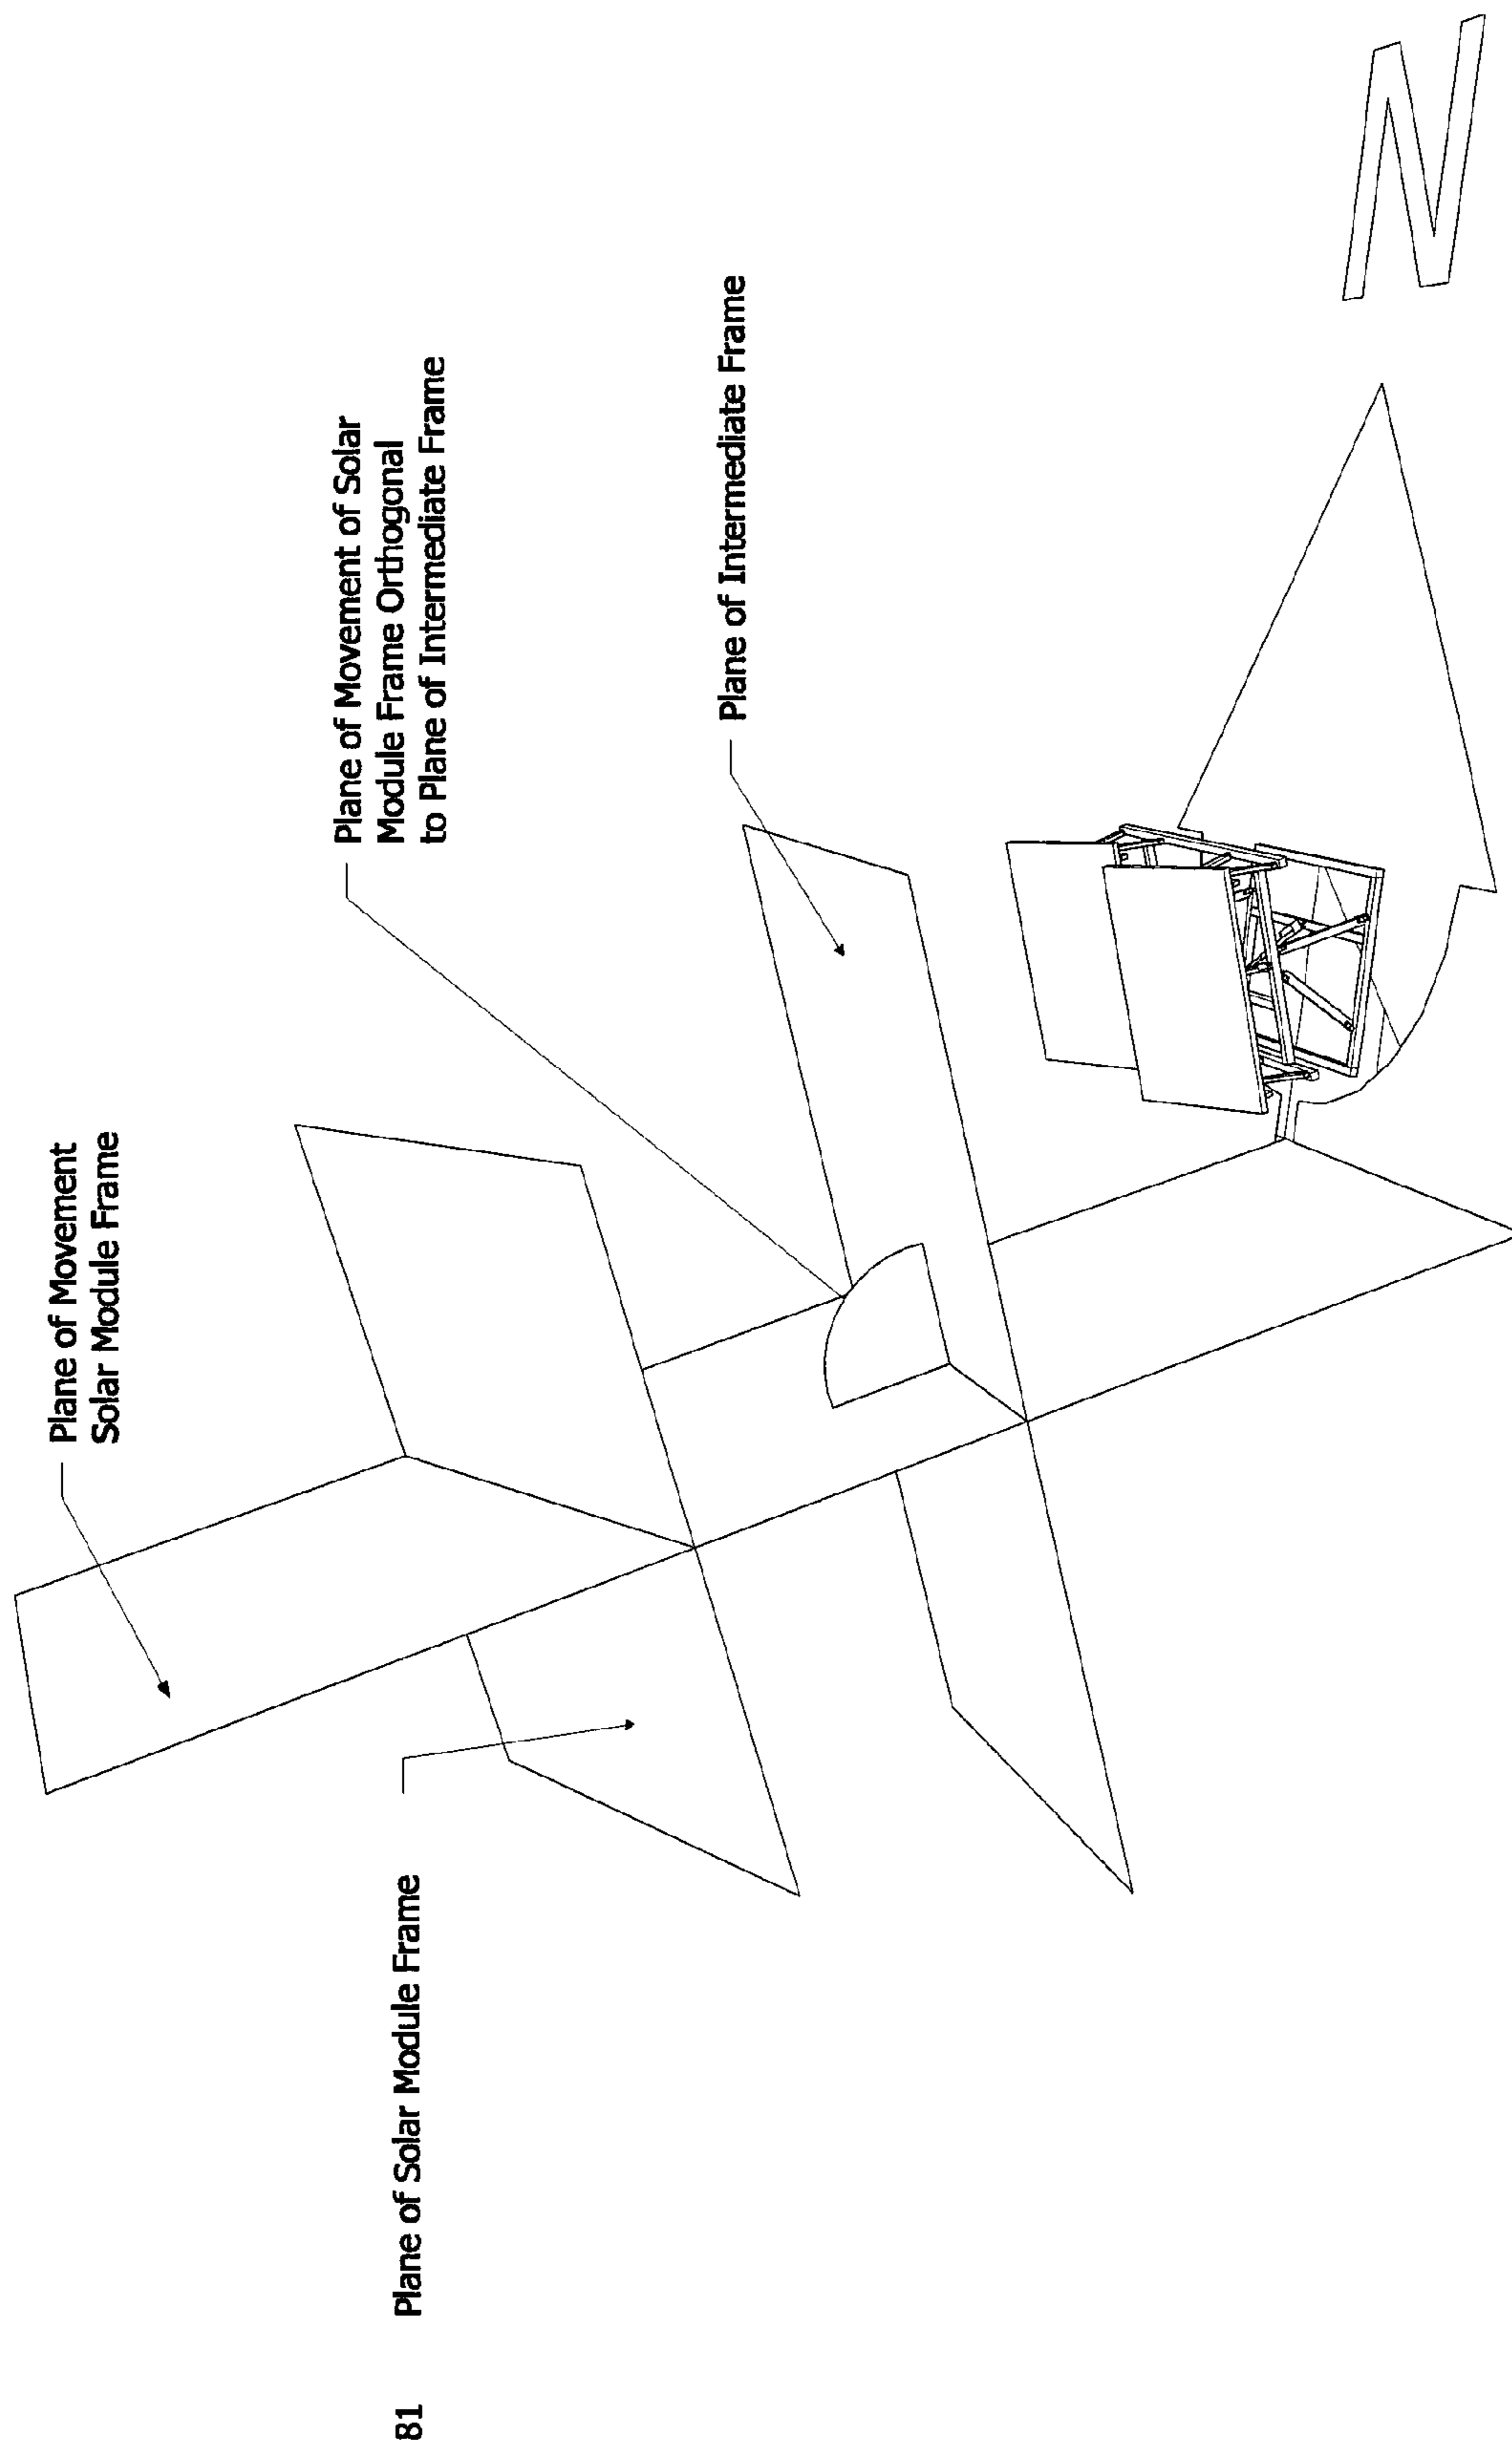 Plane of Movement
Solar Module Frame
B1 Plane of Solar Module Frame
Plane of Movement of Solar
Module Frame Orthogonal
to Plane of Intermediate Frame
Plane of Intermediate Frame
N